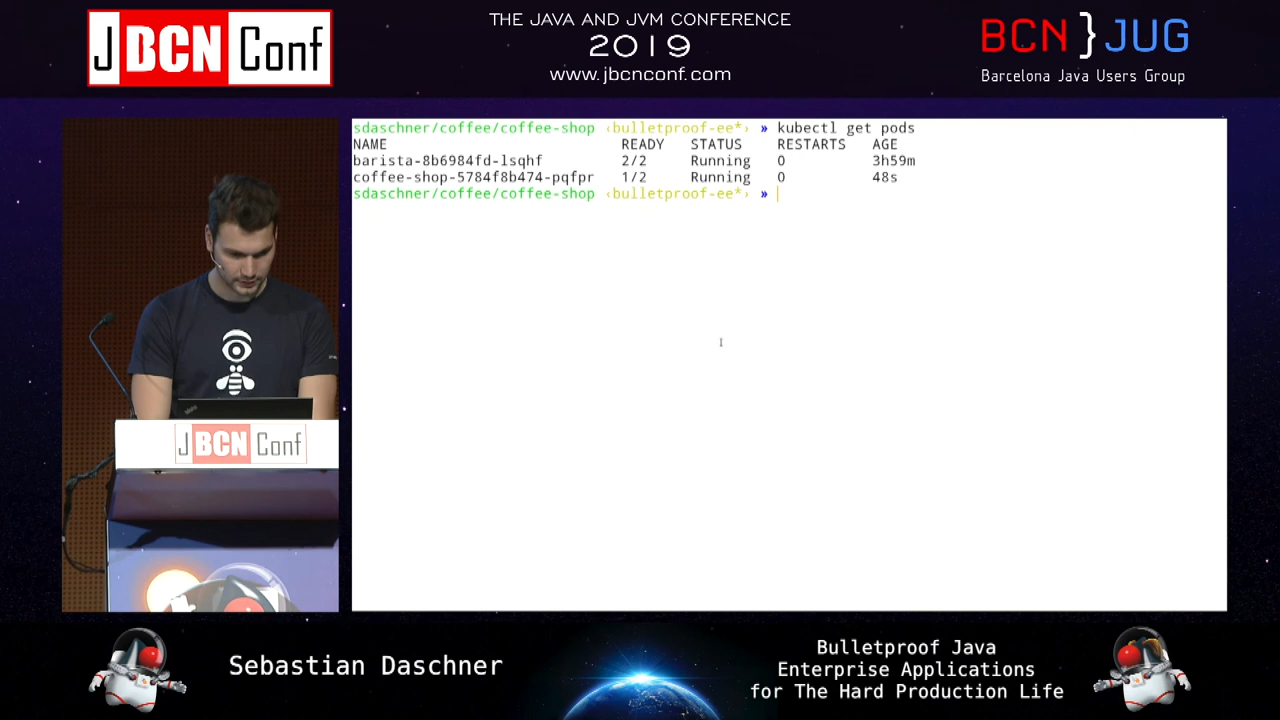 J BCN Conf
THE JAVA AND JVM CONFERENCE
2019
www.jbcnconf.com
BCN}JUG
Barcelona Java Users Group
sdaschner/coffee/coffee-shop ‹bulletproof-ee*› » kubectl get pods
NAME READY STATUS RESTARTS AGE
barista-8b6984fd-lsqhf 2/2 Running 0 3h59m
coffee-shop-5784f8b474-pqfpr 1/2 Running 0 48s
sdaschner/coffee/coffee-shop ‹bulletproof-ee*› »
J BCN Conf
Sebastian Daschner
Bulletproof Java
Enterprise Applications
for The Hard Production Life